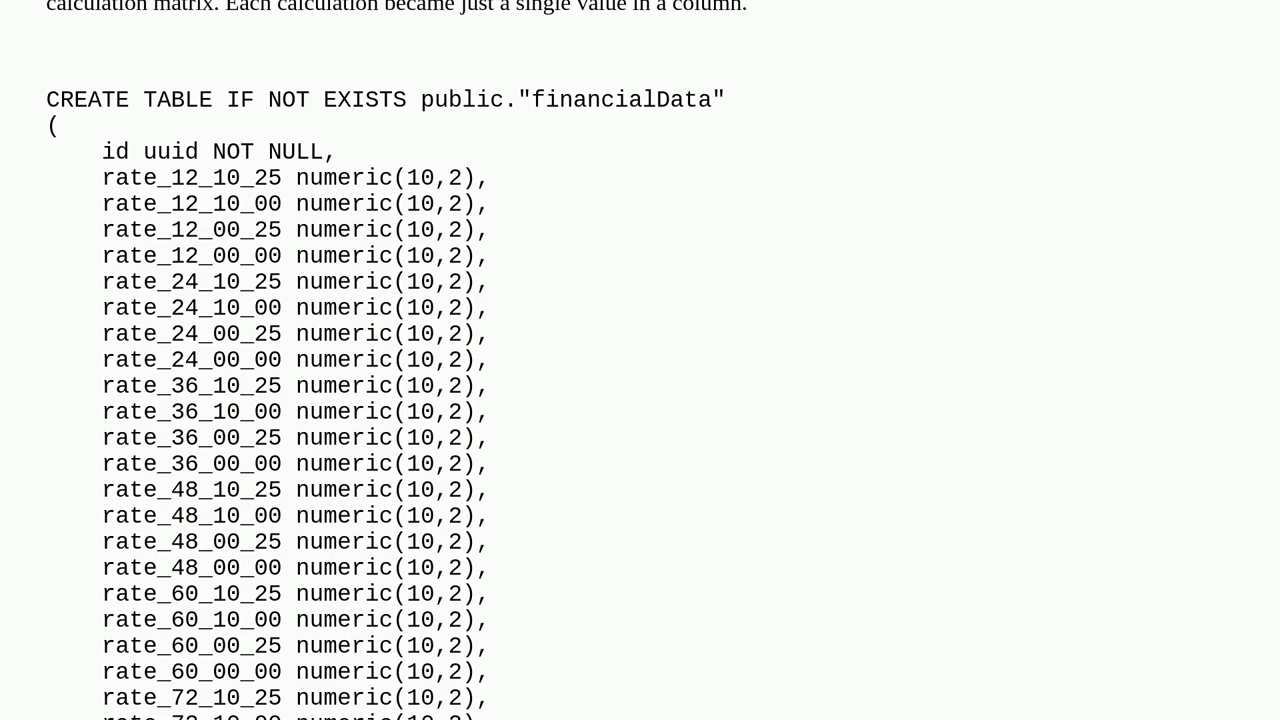 calculation matrix. Each calculation became just a single value in a column.
CREATE TABLE IF NOT EXISTS public."financialData"
(
id uuid NOT NULL,
rate_12_10_25 numeric(10,2),
rate_12_10_00 numeric(10,2),
rate_12_00_25 numeric(10,2),
rate_12_00_00 numeric(10,2),
rate_24_10_25 numeric(10,2),
rate_24_10_00 numeric(10,2),
rate_24_00_25 numeric(10,2),
rate_24_00_00 numeric(10,2),
rate_36_10_25 numeric(10,2),
rate_36_10_00 numeric(10,2),
rate_36_00_25 numeric(10,2),
rate_36_00_00 numeric(10,2),
rate_48_10_25 numeric(10,2),
rate_48_10_00 numeric(10,2),
rate_48_00_25 numeric(10,2),
rate_48_00_00 numeric(10,2),
rate_60_10_25 numeric(10,2),
rate_60_10_00 numeric(10,2),
rate_60_00_25 numeric(10,2),
rate_60_00_00 numeric(10,2),
rate_72_10_25 numeric(10,2),